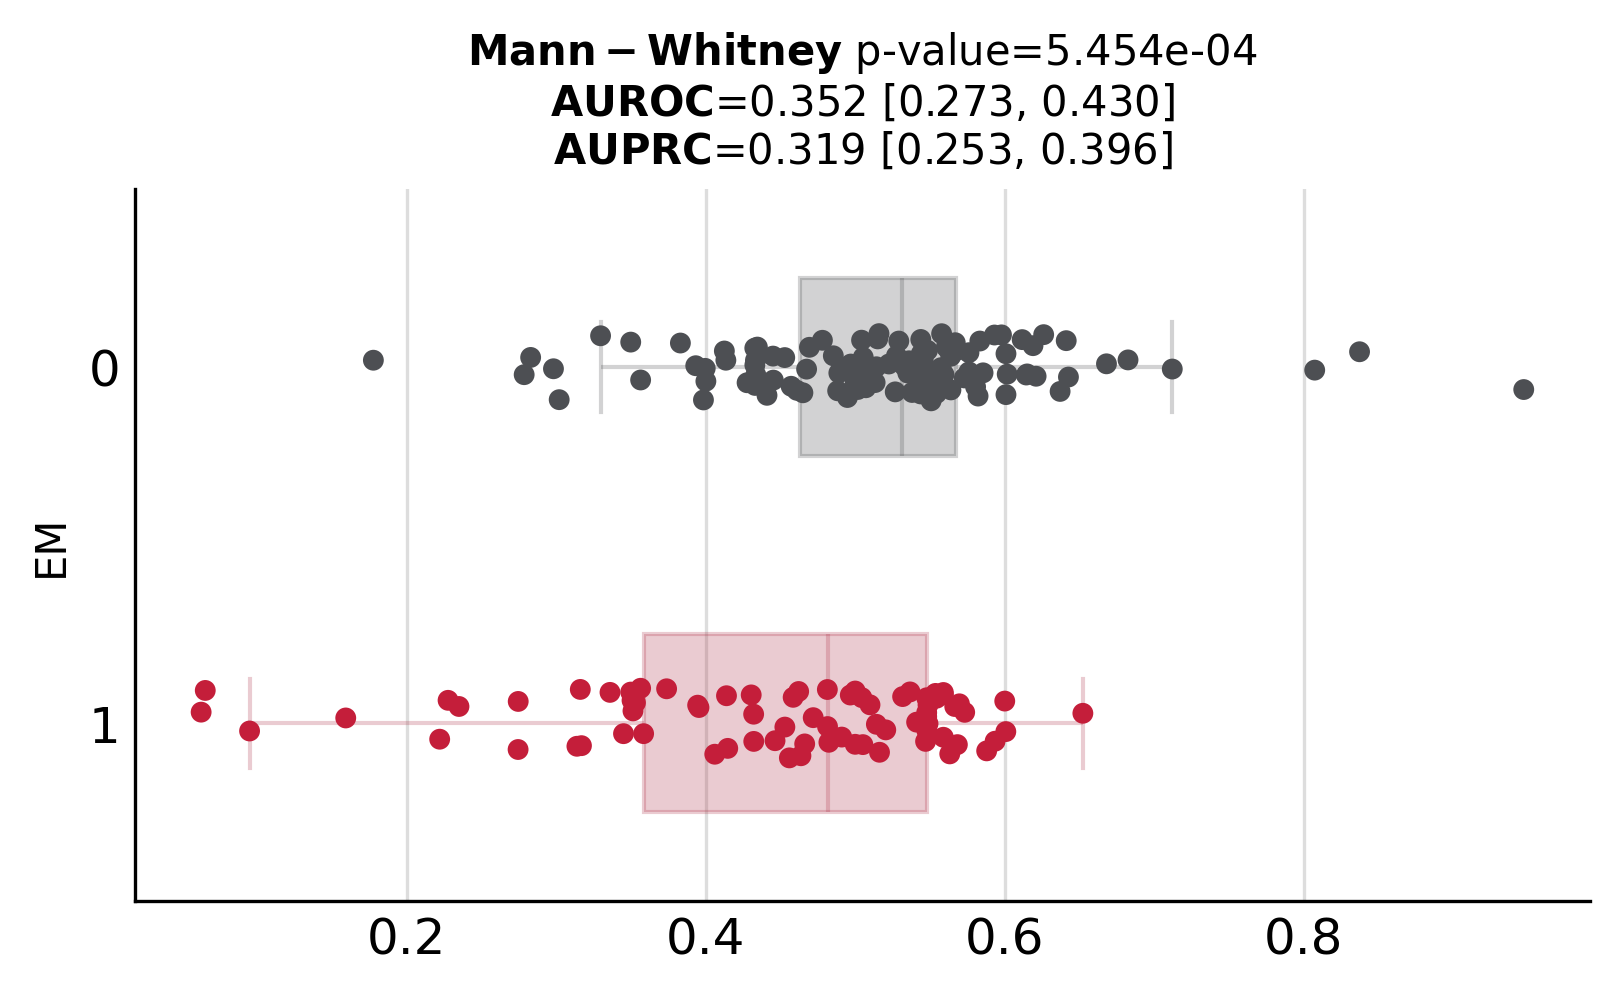 Mann − Whitney p-value=5.454e-04
AUROC=0.352 [0.273, 0.430]
AUPRC=0.319 [0.253, 0.396]
0
EM
1
0.2 0.4 0.6 0.8